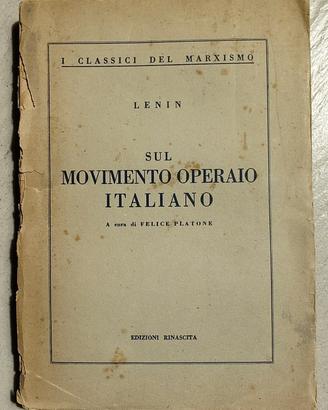 I CLASSICI DEL MARXISMO
LENIN
SUL
MOVIMENTO OPERAIO
ITALIANO
A cura di FELICE PLATONE
EDIZIONI RINASCITA